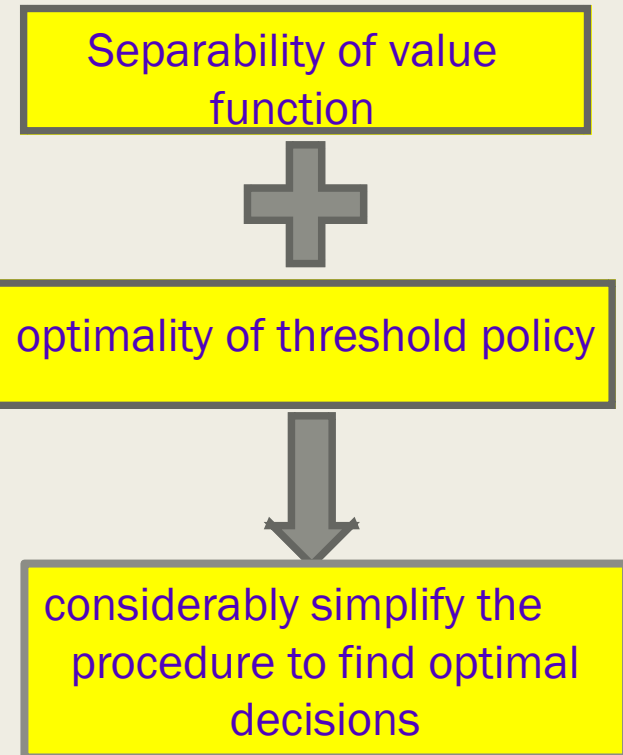 Separability of value
function
optimality of threshold policy
considerably simplify the
procedure to find optimal
decisions